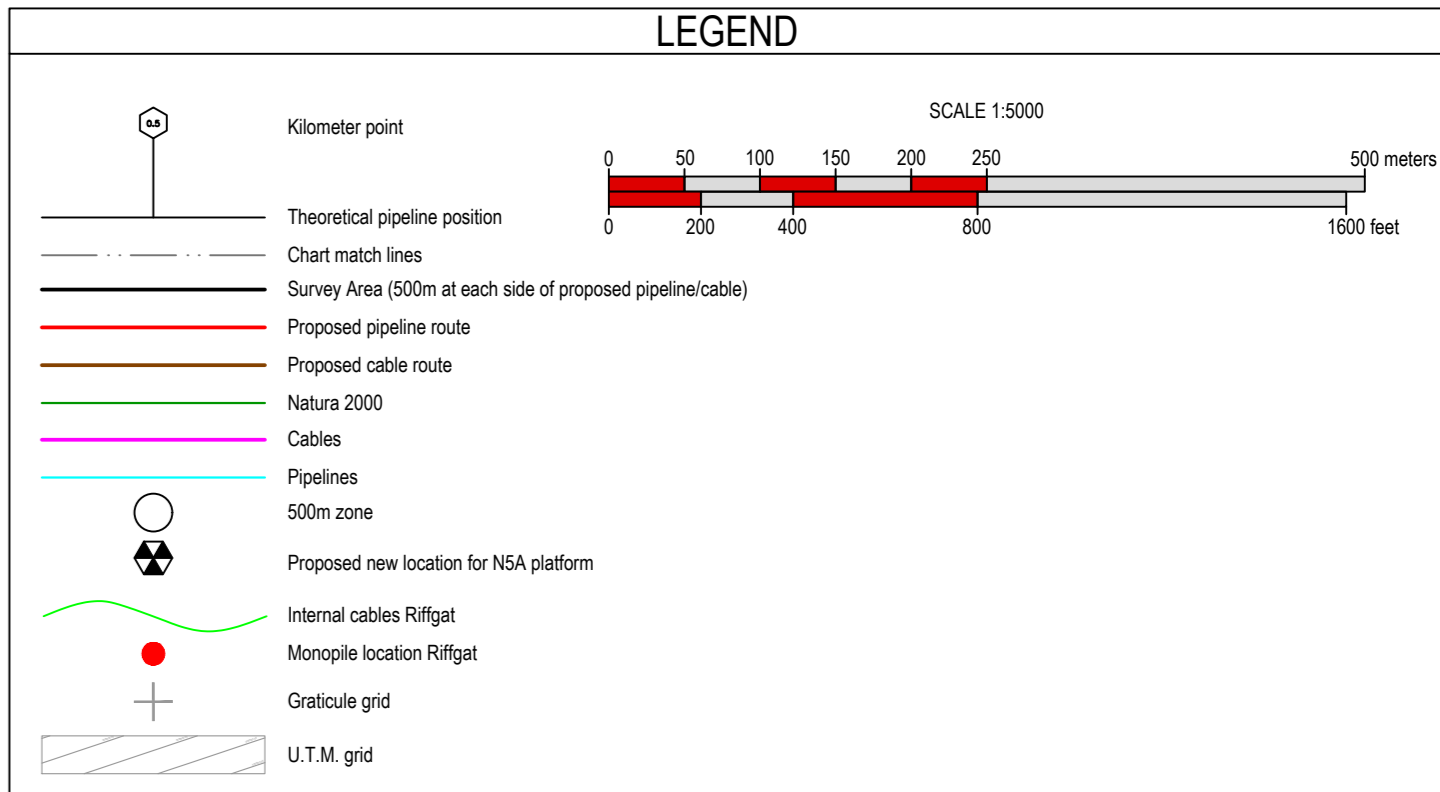 LEGEND
0.5
Kilometer point
Theoretical pipeline position
Chart match lines
Survey Area (500m at each side of proposed pipeline/cable)
Proposed pipeline route
Proposed cable route
Natura 2000
Cables
Pipelines
500m zone
Proposed new location for N5A platform
Internal cables Riffgat
Monopile location Riffgat
Graticule grid
U.T.M. grid
SCALE 1:5000
0 50 100 150 200 250 500 meters
0 200 400 800 1600 feet